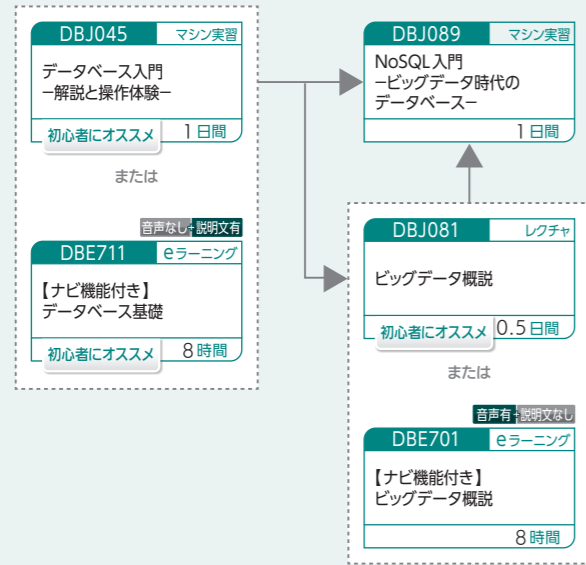 DBJ045 マシン実習
データベース入門
−解説と操作体験−
初心者にオススメ 1日間
または
音声なし+説明文有
DBE711 eラーニング
【ナビ機能付き】
データベース基礎
初心者にオススメ 8時間
DBJ089 マシン実習
NoSQL入門
−ビッグデータ時代の
データベース−
1日間
DBJ081 レクチャ
ビッグデータ概説
初心者にオススメ 0.5日間
または
音声有+説明文なし
DBE701 eラーニング
【ナビ機能付き】
ビッグデータ概説
8時間